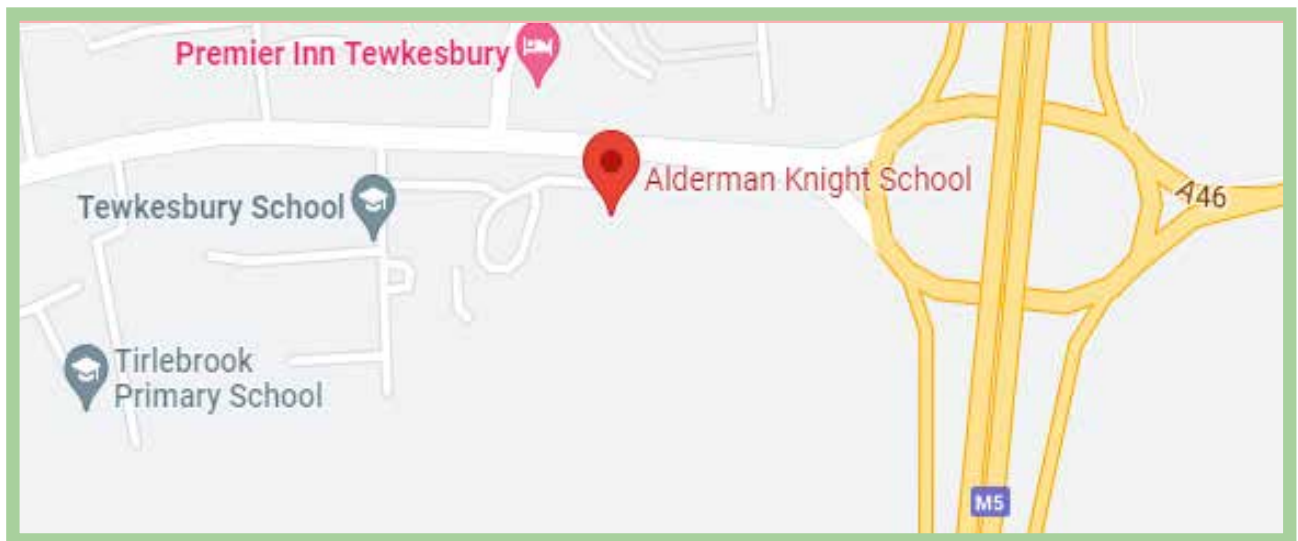 Premier Inn Tewkesbury
Alderman Knight School
A46
Tewkesbury School
Tirlebrook
Primary School
M5